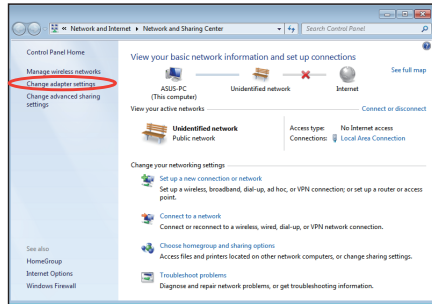 « Network and Internet ▸ Network and Sharing Center
Search Control Panel
Control Panel Home
Manage wireless networks
Change adapter settings
Change advanced sharing
settings
See also
HomeGroup
Internet Options
Windows Firewall
View your basic network information and set up connections
See full map
ASUS-PC
(This computer)
Unidentified network
Internet
View your active networks
Connect or disconnect
Unidentified network
Public network
Access type: No Internet access
Connections: Local Area Connection
Change your networking settings
Set up a new connection or network
Set up a wireless, broadband, dial-up, ad hoc, or VPN connection; or set up a router or access
point.
Connect to a network
Connect or reconnect to a wireless, wired, dial-up, or VPN network connection.
Choose homegroup and sharing options
Access files and printers located on other network computers, or change sharing settings.
Troubleshoot problems
Diagnose and repair network problems, or get troubleshooting information.